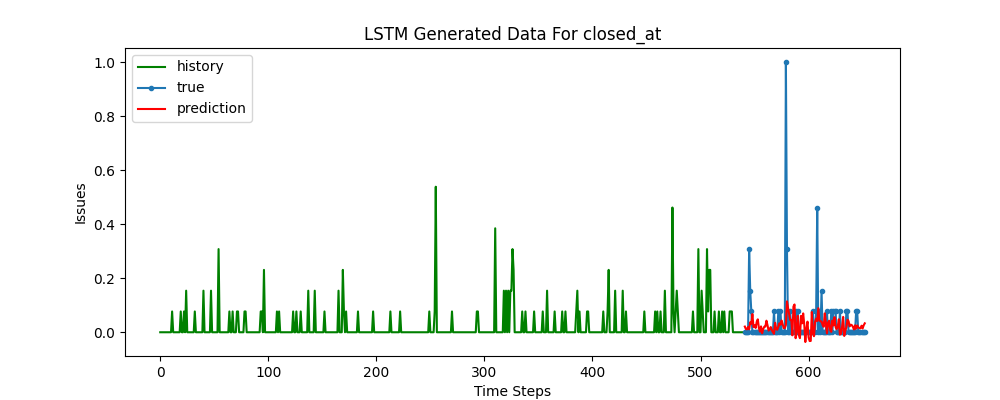 LSTM Generated Data For closed_at
history
true
prediction
1.0
0.8
0.6
0.4
0.2
0.0
Issues
0 100 200 300 400 500 600
Time Steps